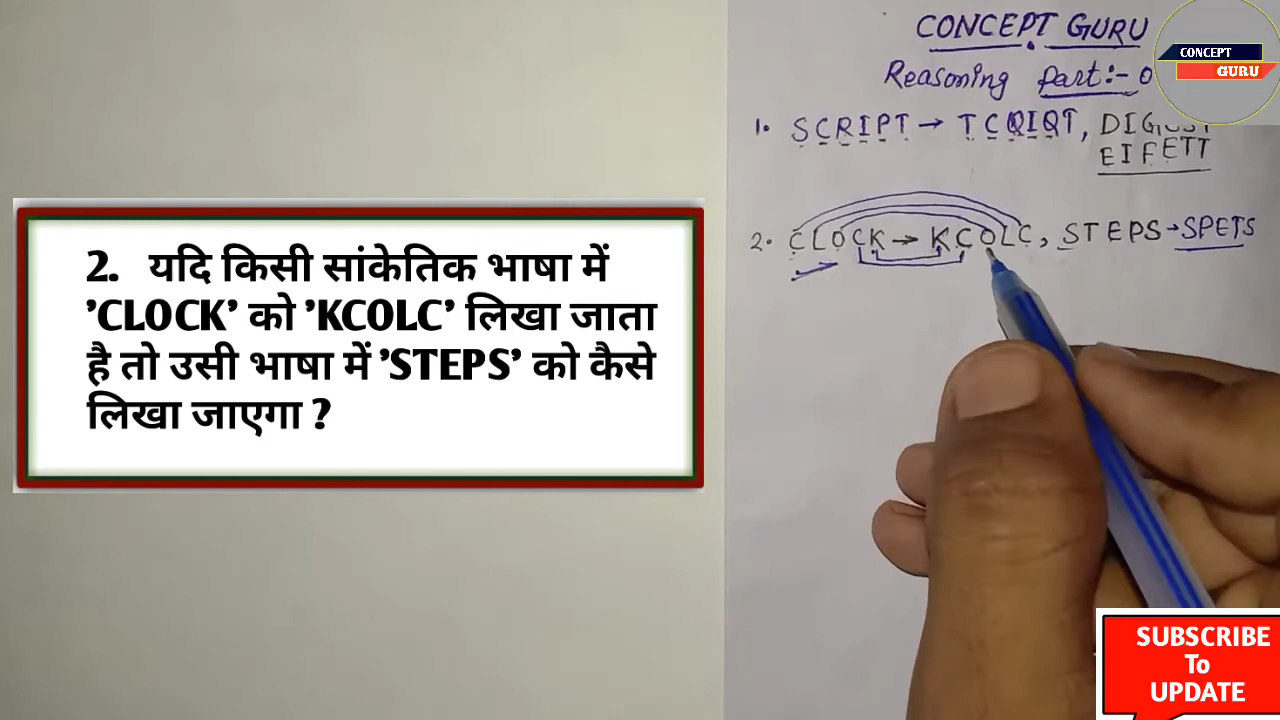 2. यदि किसी सांकेतिक भाषा में
'CLOCK' को 'KCOLC' लिखा जाता
है तो उसी भाषा में 'STEPS' को कैसे
लिखा जाएगा ?
CONCEPT GURU
Reasoning Part:- 0
CONCEPT
GURU
1. SCRIPT → TCQIQT,
EIFETT
2. CLOCK → KCOLC, STEPS → SPETS
SUBSCRIBE
To
UPDATE